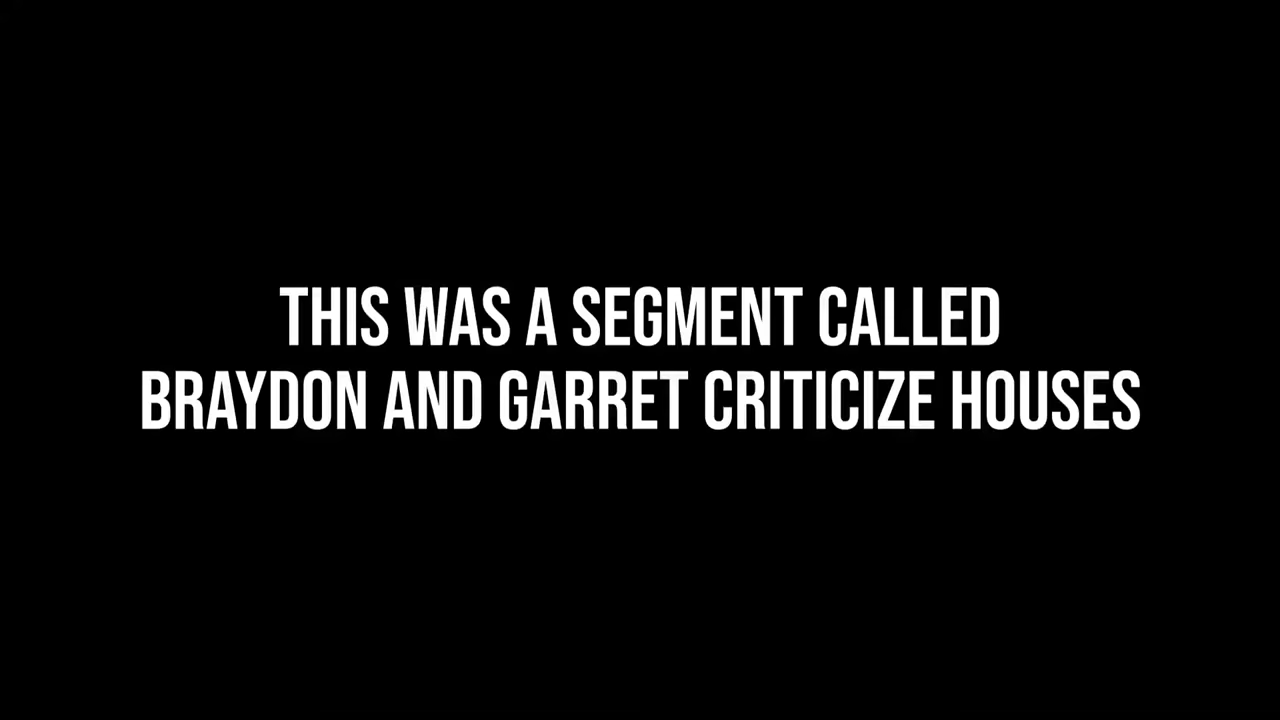 THIS WAS A SEGMENT CALLED
BRAYDON AND GARRET CRITICIZE HOUSES